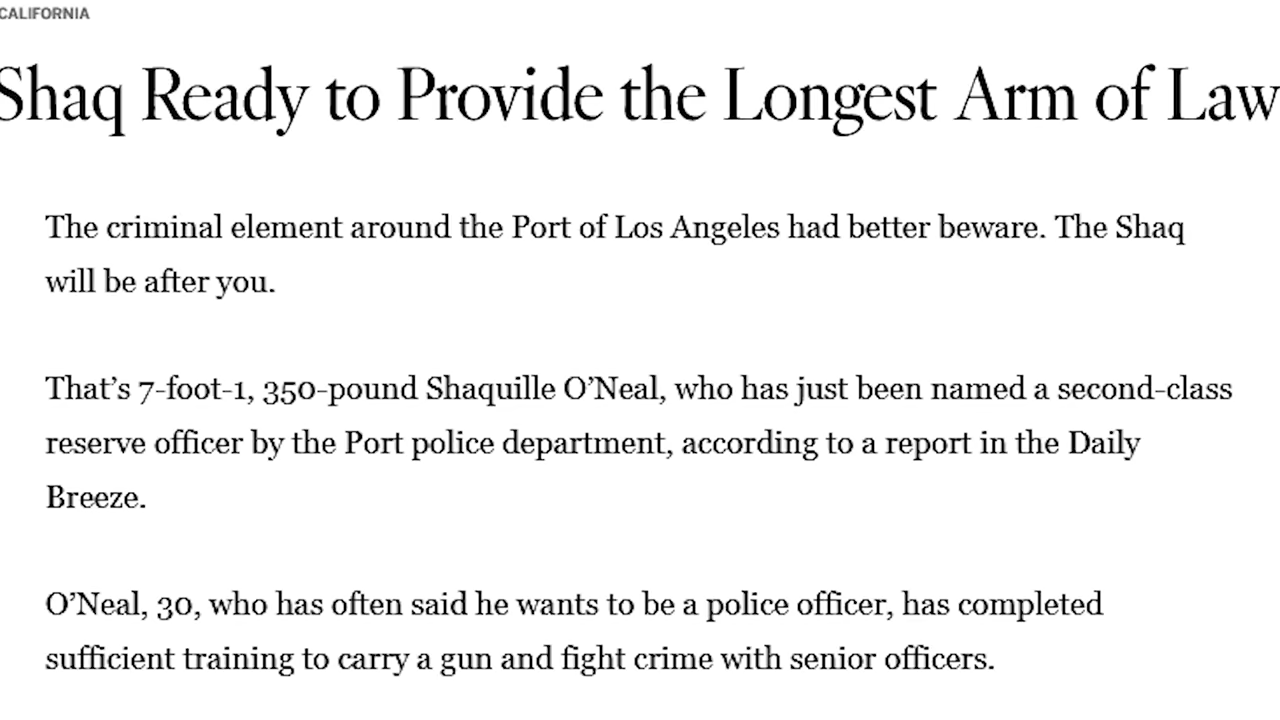 CALIFORNIA
Shaq Ready to Provide the Longest Arm of Law
The criminal element around the Port of Los Angeles had better beware. The Shaq
will be after you.
That’s 7-foot-1, 350-pound Shaquille O’Neal, who has just been named a second-class
reserve officer by the Port police department, according to a report in the Daily
Breeze.
O’Neal, 30, who has often said he wants to be a police officer, has completed
sufficient training to carry a gun and fight crime with senior officers.